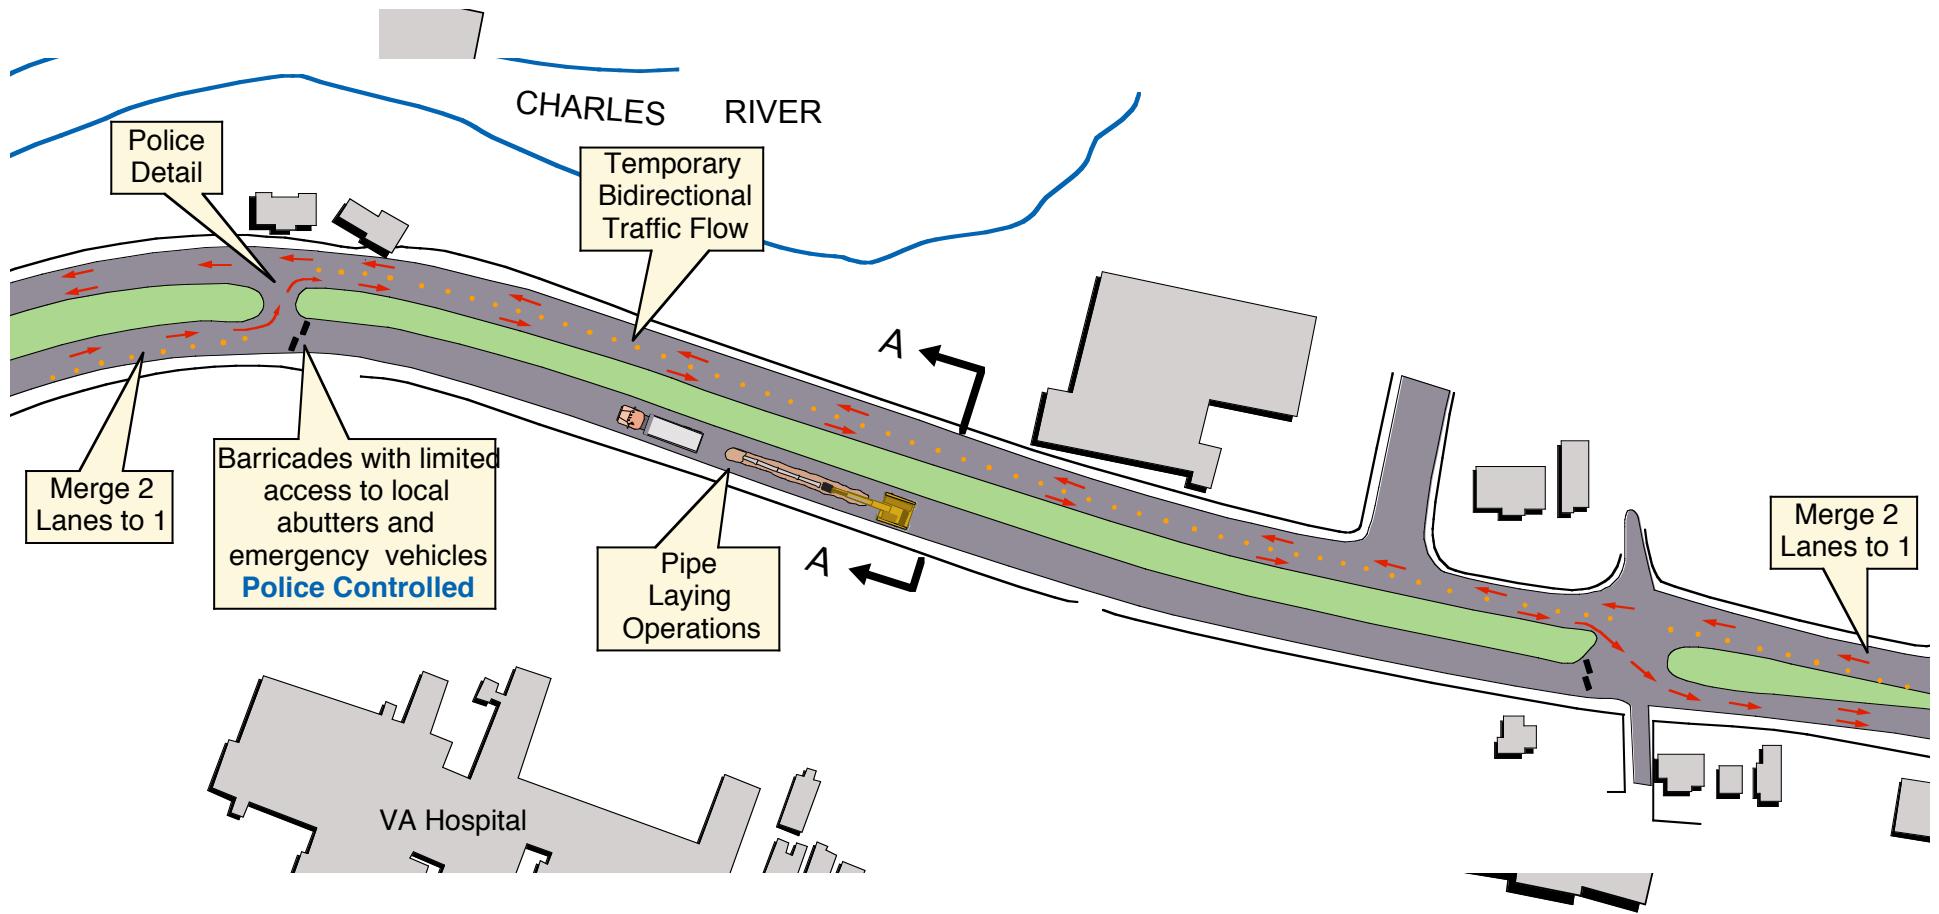 CHARLES RIVER
Police
Detail
Temporary
Bidirectional
Traffic Flow
A
Merge 2
Lanes to 1
Barricades with limited
access to local
abutters and
emergency vehicles
Police Controlled
A
Pipe
Laying
Operations
Merge 2
Lanes to 1
VA Hospital